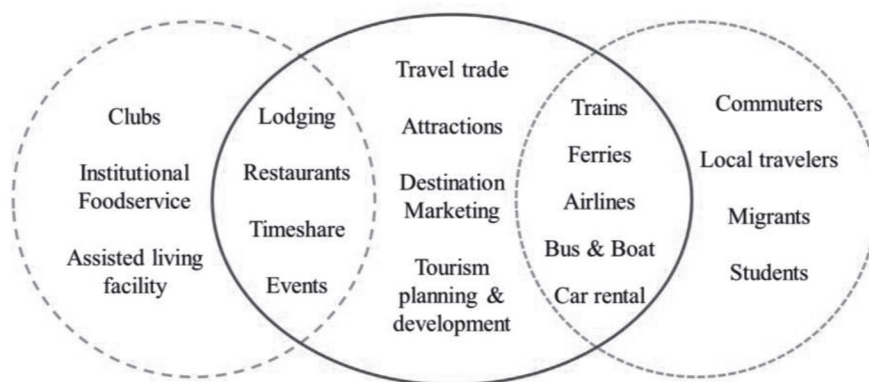 Clubs
Institutional
Foodservice
Assisted living
facility
Lodging
Restaurants
Timeshare
Events
Travel trade
Attractions
Destination
Marketing
Tourism
planning &
development
Trains
Ferries
Airlines
Bus & Boat
Car rental
Commuters
Local travelers
Migrants
Students